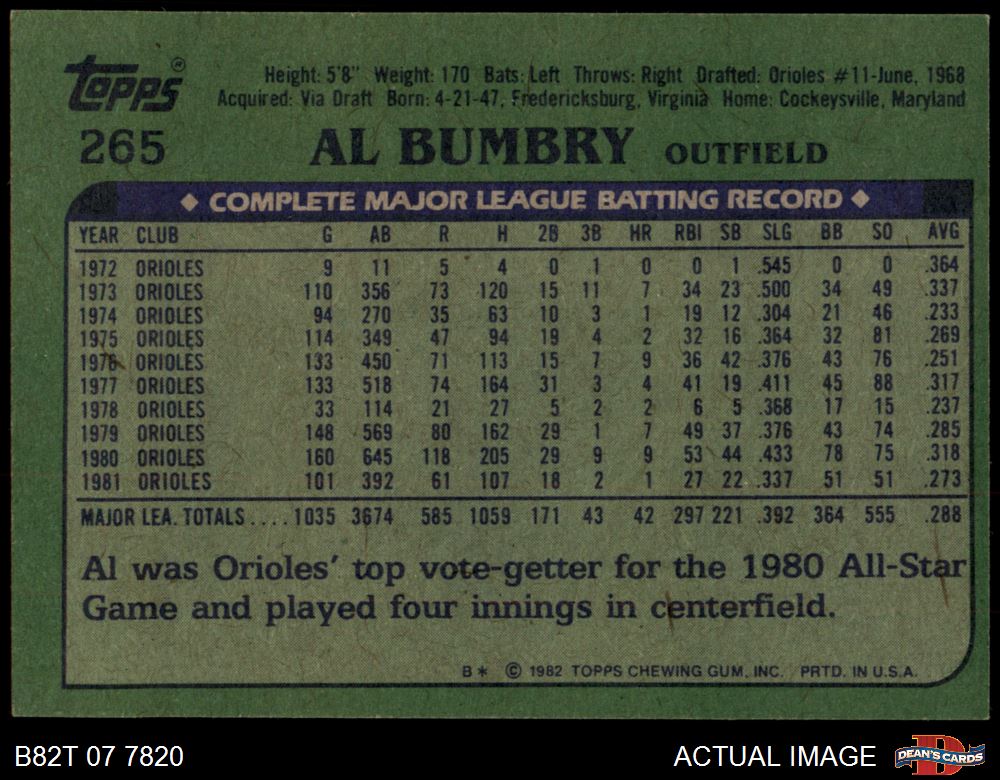 TOPPS®
Height: 5'8" Weight: 170 Bats: Left Throws: Right Drafted: Orioles #11-June, 1968
Acquired: Via Draft Born: 4-21-47, Fredericksburg, Virginia Home: Cockeysville, Maryland
265 AL BUMBRY OUTFIELD
◆ COMPLETE MAJOR LEAGUE BATTING RECORD ◆
YEAR CLUB G AB R H 2B 3B HR RBI SB SLG BB SO AVG
1972 ORIOLES 9 11 5 4 0 1 0 0 1 .545 0 0 .364
1973 ORIOLES 110 356 73 120 15 11 7 34 23 .500 34 49 .337
1974 ORIOLES 94 270 35 63 10 3 1 19 12 .304 21 46 .233
1975 ORIOLES 114 349 47 94 19 4 2 32 16 .364 32 81 .269
1976 ORIOLES 133 450 71 113 15 7 9 36 42 .376 43 76 .251
1977 ORIOLES 133 518 74 164 31 3 4 41 19 .411 45 88 .317
1978 ORIOLES 33 114 21 27 5 2 2 6 5 .368 17 15 .237
1979 ORIOLES 148 569 80 162 29 1 7 49 37 .376 43 74 .285
1980 ORIOLES 160 645 118 205 29 9 9 53 44 .433 78 75 .318
1981 ORIOLES 101 392 61 107 18 2 1 27 22 .337 51 51 .273
MAJOR LEA. TOTALS .... 1035 3674 585 1059 171 43 42 297 221 .392 364 555 .288
Al was Orioles' top vote-getter for the 1980 All-Star
Game and played four innings in centerfield.
B* © 1982 TOPPS CHEWING GUM, INC. PRTD. IN U.S.A.
B82T 07 7820 ACTUAL IMAGE D DEAN'S CARDS